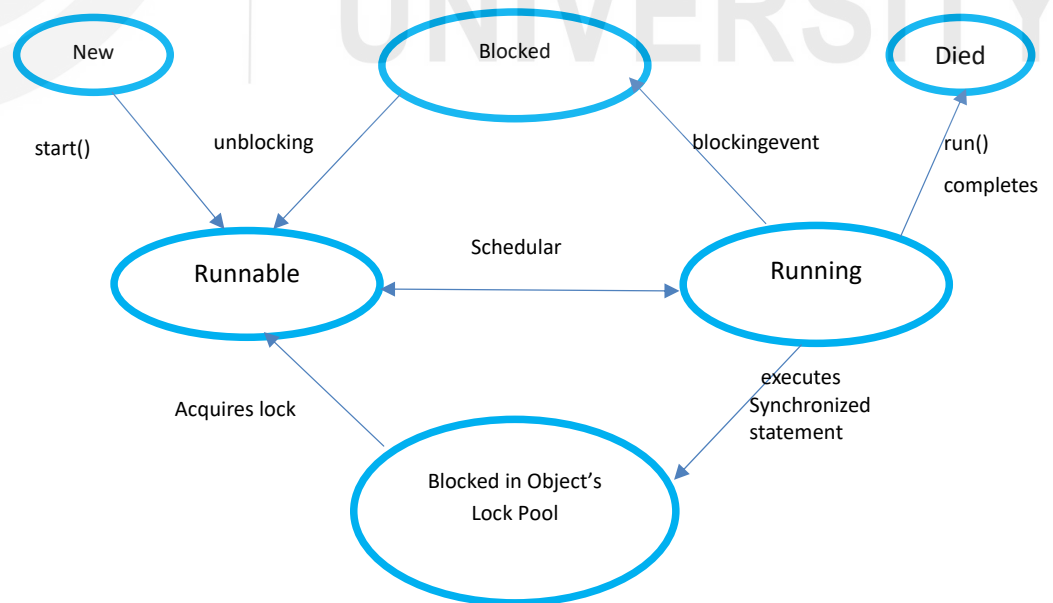 UNIVERSITY
New
Blocked
Died
start()
unblocking
blockingevent
run()
completes
Schedular
Runnable
Running
Acquires lock
executes
Synchronized
statement
Blocked in Object’s
Lock Pool